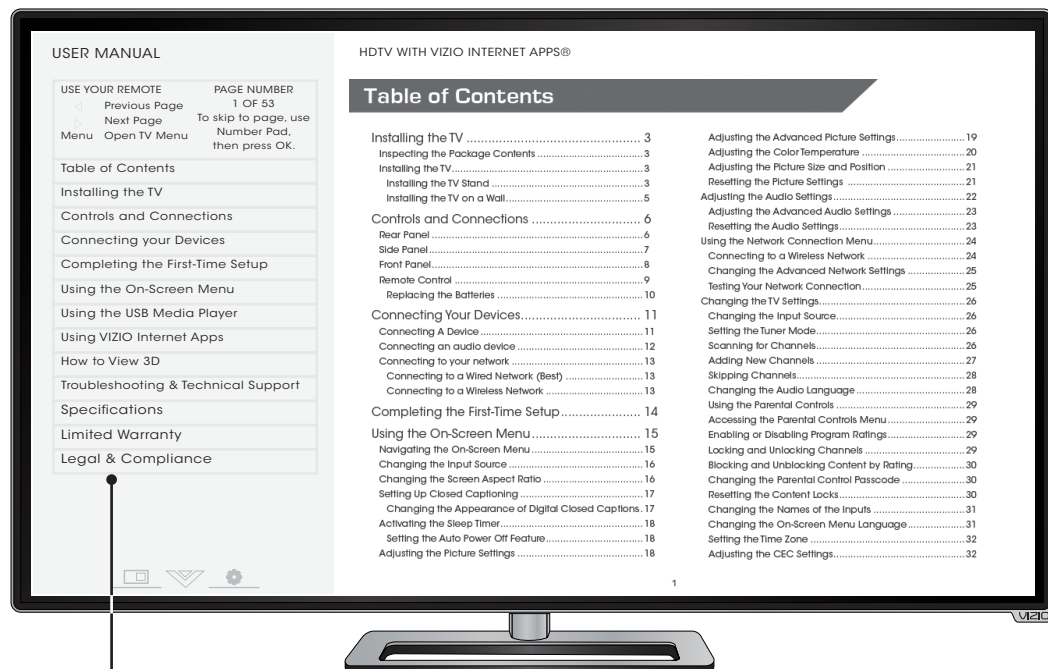 USER MANUAL
USE YOUR REMOTE
Previous Page
Next Page
Menu Open TV Menu
PAGE NUMBER
1 OF 53
To skip to page, use
Number Pad,
then press OK.
Table of Contents
Installing the TV
Controls and Connections
Connecting your Devices
Completing the First-Time Setup
Using the On-Screen Menu
Using the USB Media Player
Using VIZIO Internet Apps
How to View 3D
Troubleshooting & Technical Support
Specifications
Limited Warranty
Legal & Compliance
HDTV WITH VIZIO INTERNET APPS®
Table of Contents
Installing the TV ........ 3
Inspecting the Package Contents ........ 3
Installing the TV ........ 3
Installing the TV Stand ........ 3
Installing the TV on a Wall ........ 5
Controls and Connections ........ 6
Rear Panel ........ 6
Side Panel ........ 7
Front Panel ........ 8
Remote Control ........ 9
Replacing the Batteries ........ 10
Connecting Your Devices ........ 11
Connecting A Device ........ 11
Connecting an audio device ........ 12
Connecting to your network ........ 13
Connecting to a Wired Network (Best) ........ 13
Connecting to a Wireless Network ........ 13
Completing the First-Time Setup ........ 14
Using the On-Screen Menu ........ 15
Navigating the On-Screen Menu ........ 15
Changing the Input Source ........ 16
Changing the Screen Aspect Ratio ........ 16
Setting Up Closed Captioning ........ 17
Changing the Appearance of Digital Closed Captions. 17
Activating the Sleep Timer ........ 18
Setting the Auto Power Off Feature ........ 18
Adjusting the Picture Settings ........ 18
Adjusting the Advanced Picture Settings ........ 19
Adjusting the Color Temperature ........ 20
Adjusting the Picture Size and Position ........ 21
Resetting the Picture Settings ........ 21
Adjusting the Audio Settings ........ 22
Adjusting the Advanced Audio Settings ........ 23
Resetting the Audio Settings ........ 23
Using the Network Connection Menu ........ 24
Connecting to a Wireless Network ........ 24
Changing the Advanced Network Settings ........ 25
Testing Your Network Connection ........ 25
Changing the TV Settings ........ 26
Changing the Input Source ........ 26
Setting the Tuner Mode ........ 26
Scanning for Channels ........ 26
Adding New Channels ........ 27
Skipping Channels ........ 28
Changing the Audio Language ........ 28
Using the Parental Controls ........ 29
Accessing the Parental Controls Menu ........ 29
Enabling or Disabling Program Ratings ........ 29
Locking and Unlocking Channels ........ 29
Blocking and Unblocking Content by Rating ........ 30
Changing the Parental Control Passcode ........ 30
Resetting the Content Locks ........ 30
Changing the Names of the Inputs ........ 31
Changing the On-Screen Menu Language ........ 31
Setting the Time Zone ........ 32
Adjusting the CEC Settings ........ 32
1
VIZIO